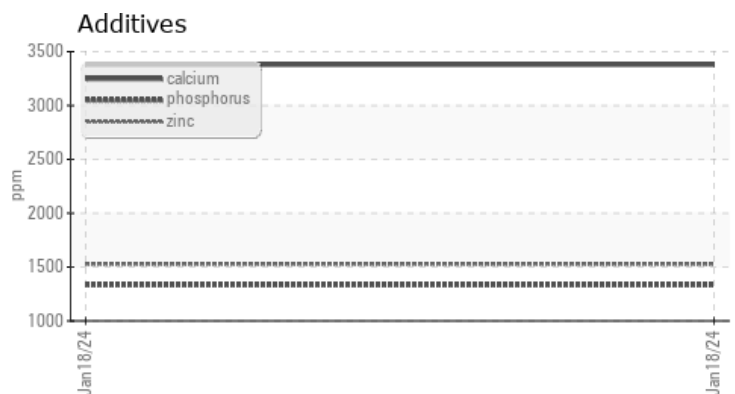 Additives
3500
calcium
phosphorus
3000
zinc
2500
ppm
2000
1500
1000
Jan18/24
Jan18/24